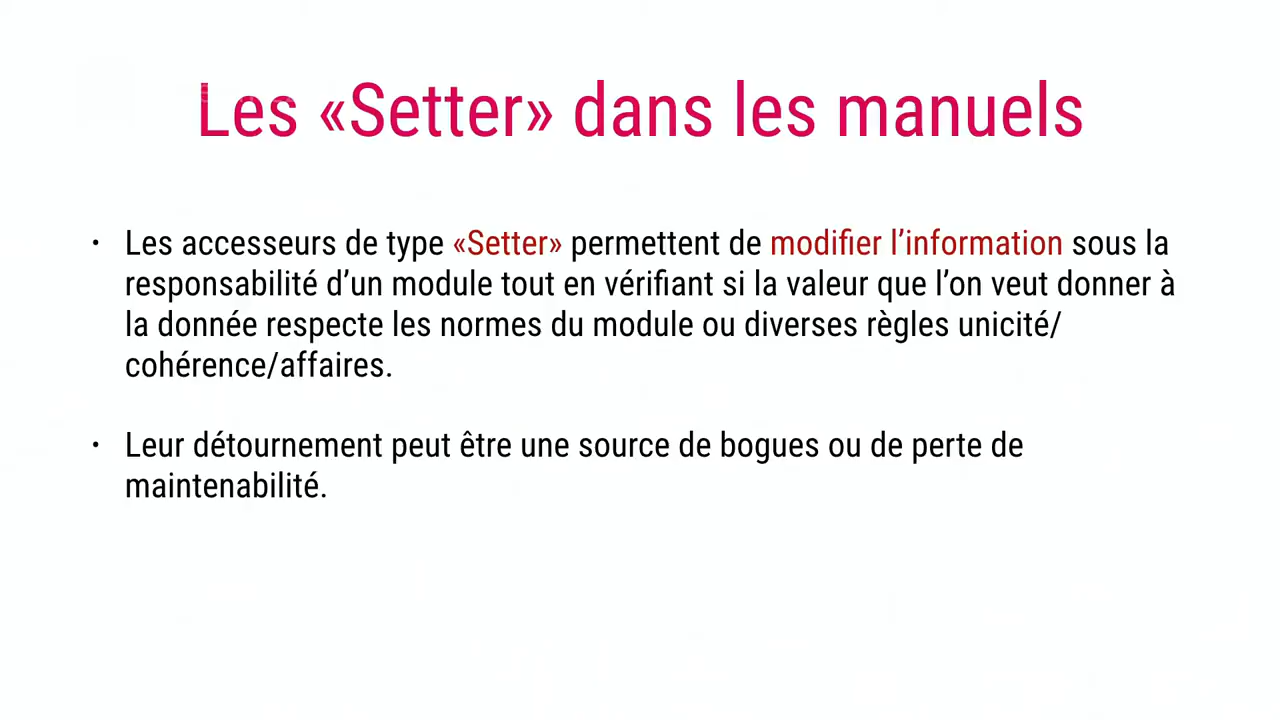 Les «Setter» dans les manuels
• Les accesseurs de type «Setter» permettent de modifier l’information sous la
responsabilité d’un module tout en vérifiant si la valeur que l’on veut donner à
la donnée respecte les normes du module ou diverses règles unicité/
cohérence/affaires.
• Leur détournement peut être une source de bogues ou de perte de
maintenabilité.